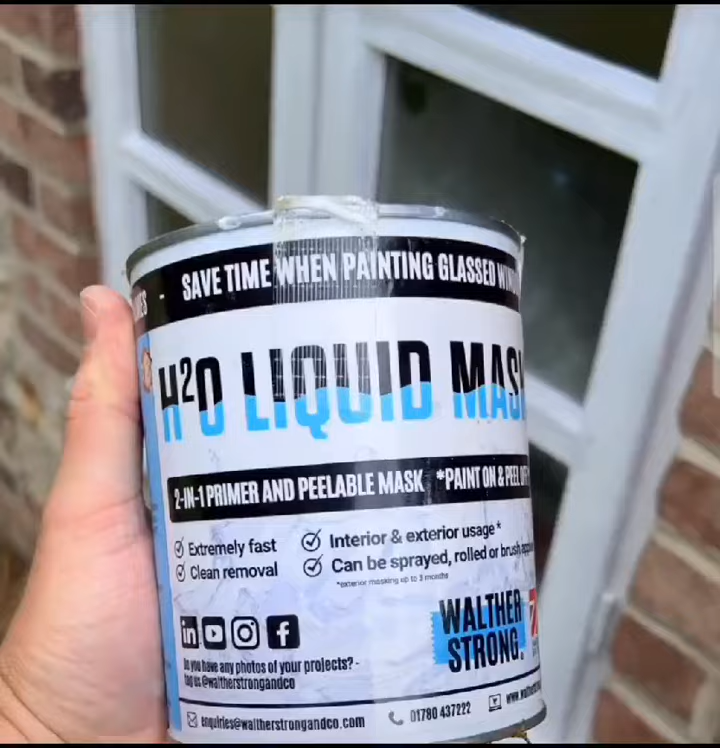 - SAVE TIME WHEN PAINTING GLASSED
H²O LIQUID
2-IN-1 PRIMER AND PEELABLE MASK *PAINT ON & PEEL
Extremely fast
Clean removal
Interior & exterior usage*
Can be sprayed, rolled or brush
*exterior masking up to 3 months
WALTHER
STRONG.
Do you have any photos of your projects? -
tag us @waltherstrongandco
enquiries@waltherstrongandco.com 01780 437222